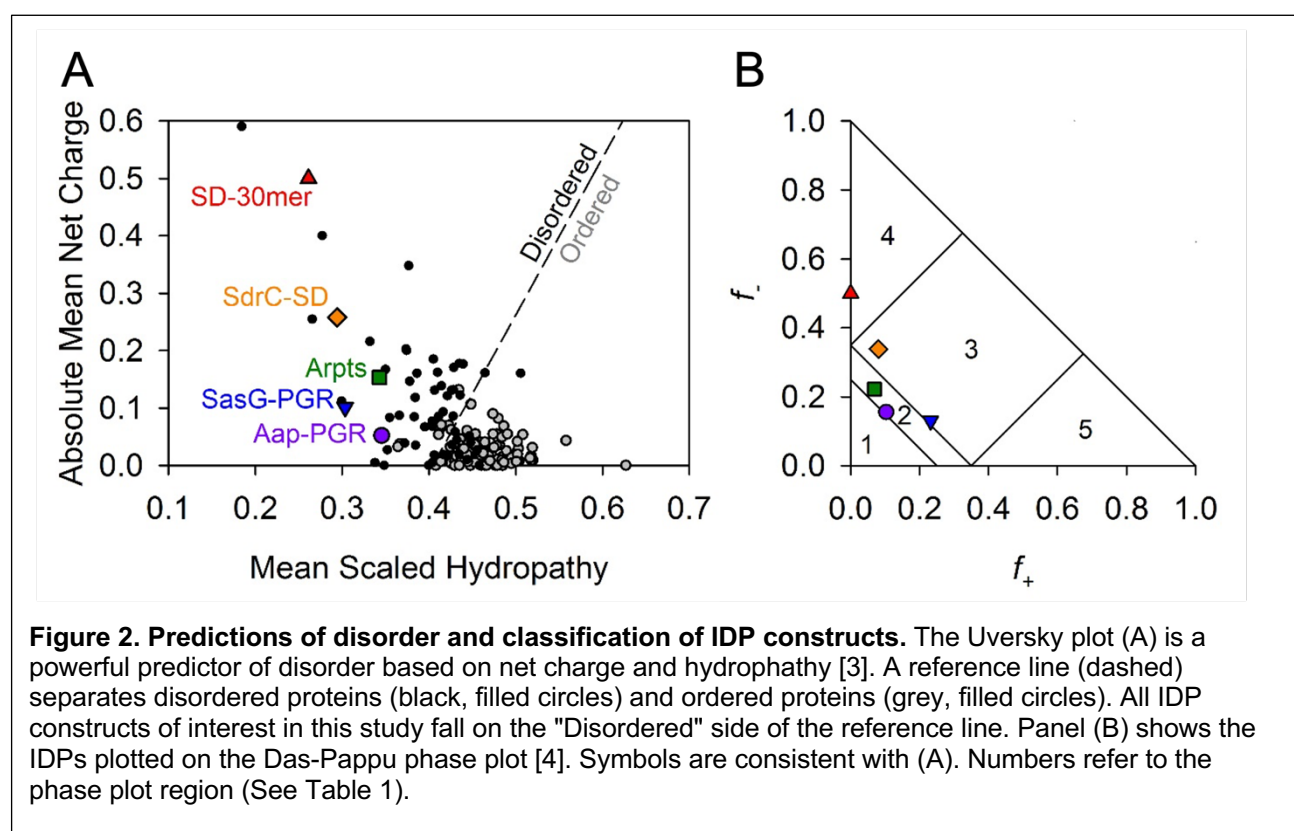 A
Absolute Mean Net Charge
0.6
0.5
0.4
0.3
0.2
0.1
0.0
SD-30mer
SdrC-SD
Arpts
SasG-PGR
Aap-PGR
Disordered
Ordered
0.1 0.2 0.3 0.4 0.5 0.6 0.7
Mean Scaled Hydropathy
B
f-
1.0
0.8
0.6
0.4
0.2
0.0
4
3
2
1
5
0.0 0.2 0.4 0.6 0.8 1.0
f+
Figure 2. Predictions of disorder and classification of IDP constructs. The Uversky plot (A) is a
powerful predictor of disorder based on net charge and hydrophathy [3]. A reference line (dashed)
separates disordered proteins (black, filled circles) and ordered proteins (grey, filled circles). All IDP
constructs of interest in this study fall on the "Disordered" side of the reference line. Panel (B) shows the
IDPs plotted on the Das-Pappu phase plot [4]. Symbols are consistent with (A). Numbers refer to the
phase plot region (See Table 1).